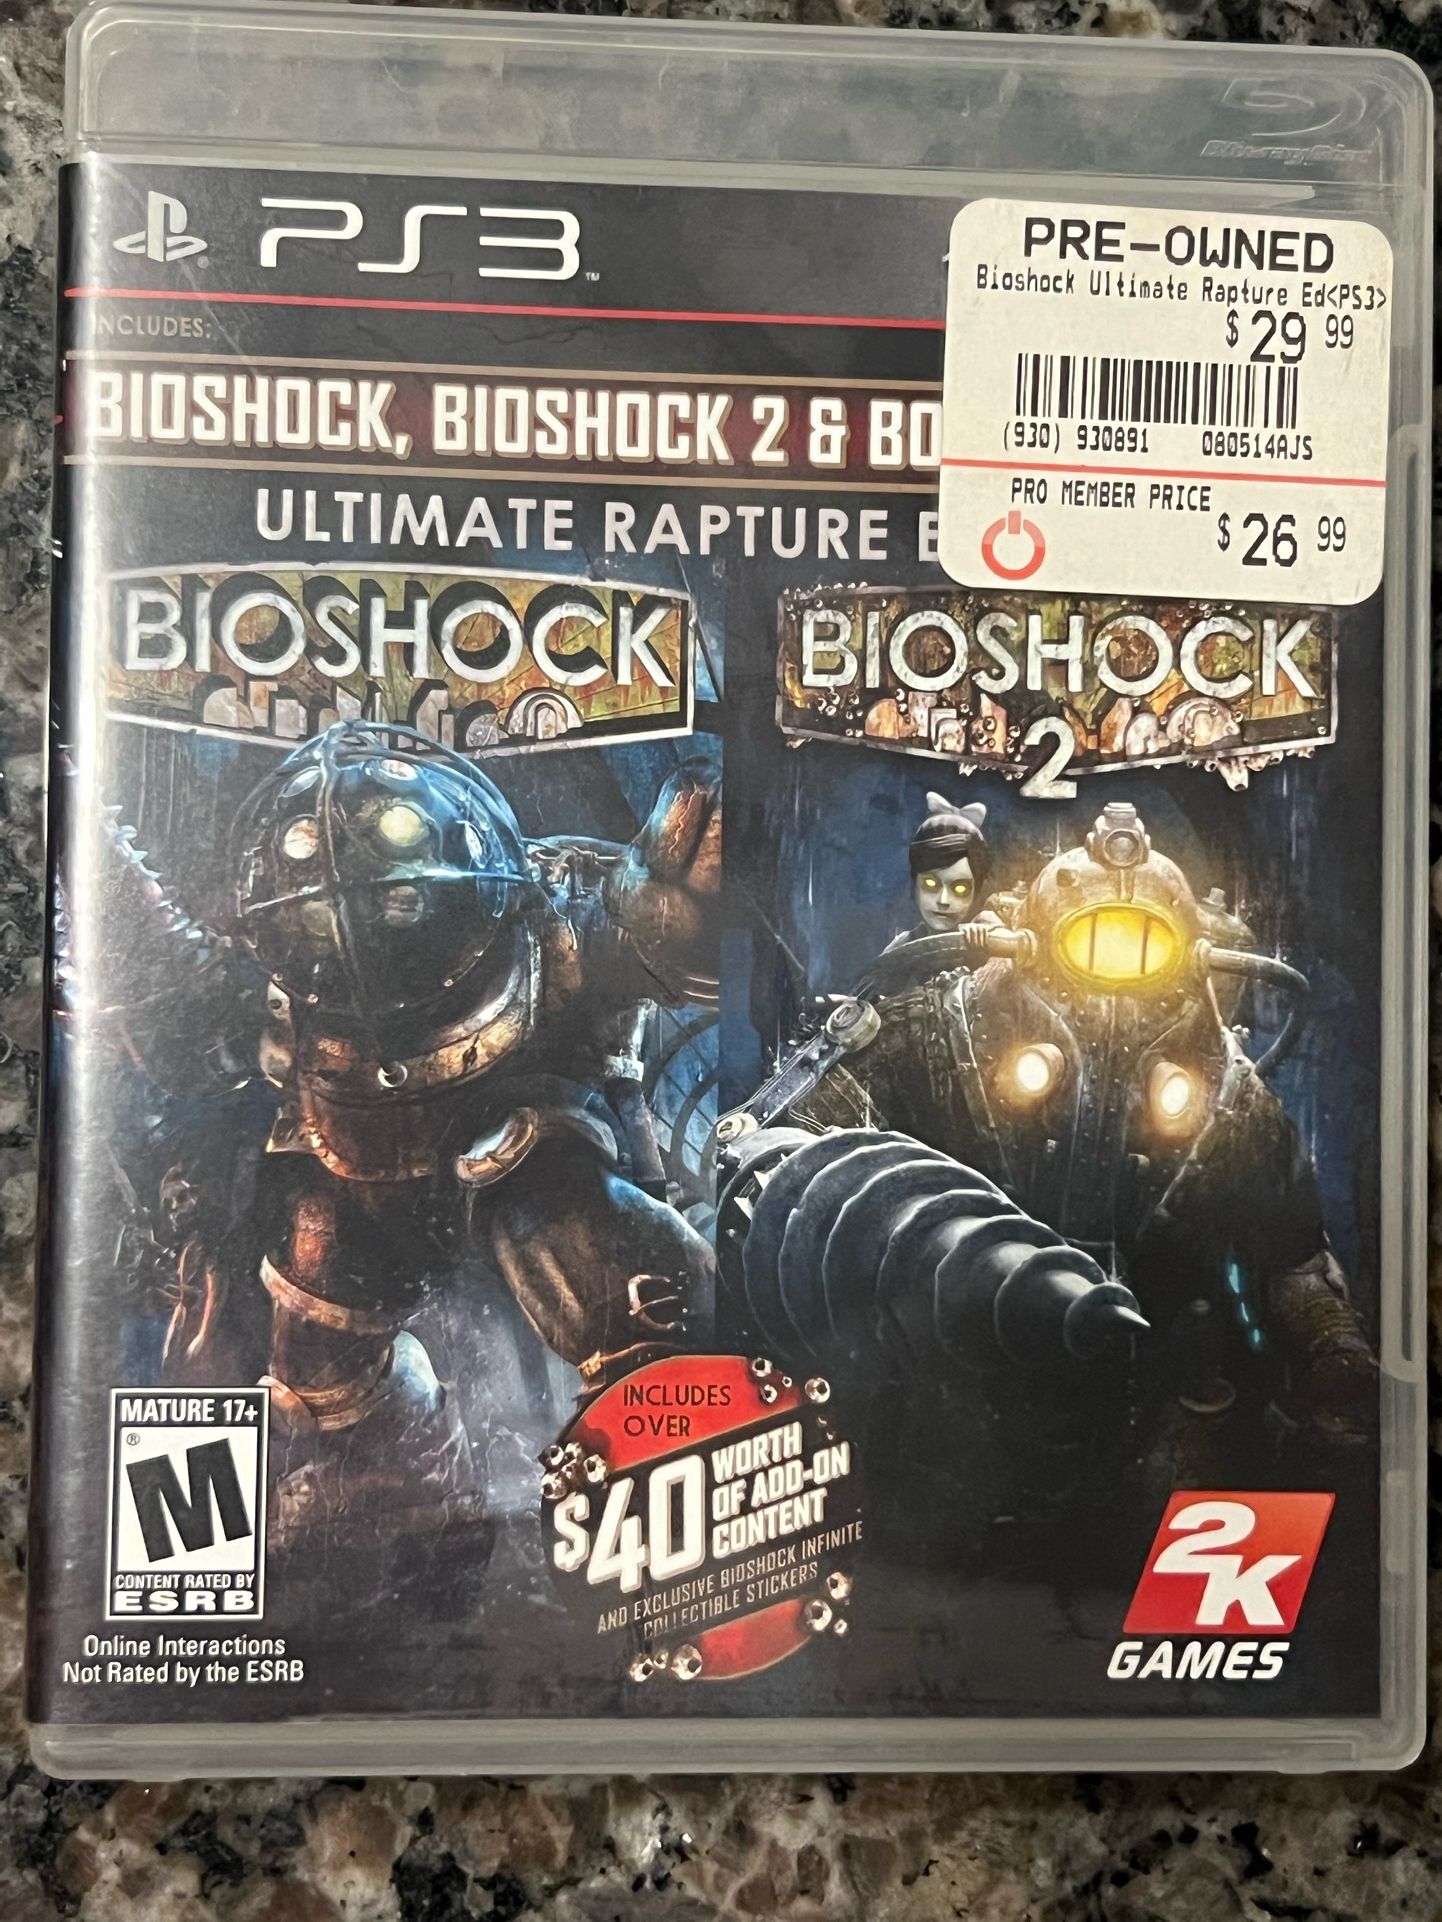 Blu-ray Disc
PS3™
PRE-OWNED
Bioshock Ultimate Rapture Ed<PS3>
$29 99
(930) 930891 080514AJS
PRO MEMBER PRICE
$26 99
INCLUDES:
BIOSHOCK, BIOSHOCK 2 & BO
ULTIMATE RAPTURE E
BIOSHOCK
BIOSHOCK
2
INCLUDES
OVER
$40 WORTH
OF ADD-ON
CONTENT
AND EXCLUSIVE BIOSHOCK INFINITE
COLLECTIBLE STICKERS
MATURE 17+
M®
CONTENT RATED BY
ESRB
Online Interactions
Not Rated by the ESRB
2K
GAMES